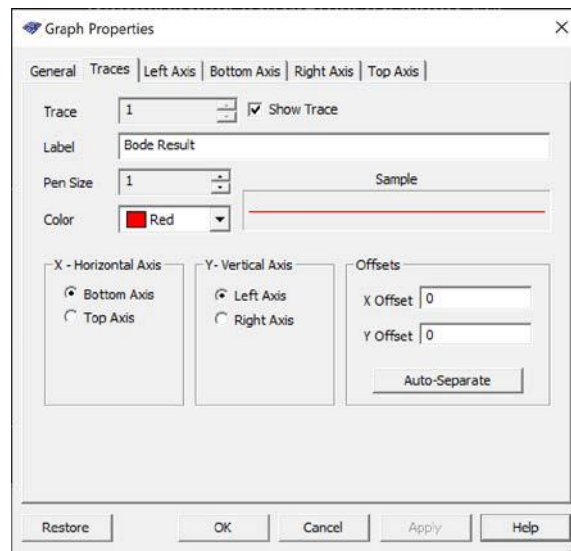 Graph Properties
General Traces Left Axis Bottom Axis Right Axis Top Axis
Trace 1 Show Trace
Label Bode Result
Pen Size 1 Sample
Color Red
X - Horizontal Axis Y- Vertical Axis Offsets
Bottom Axis Left Axis X Offset 0
Top Axis Right Axis Y Offset 0
Auto-Separate
Restore OK Cancel Apply Help